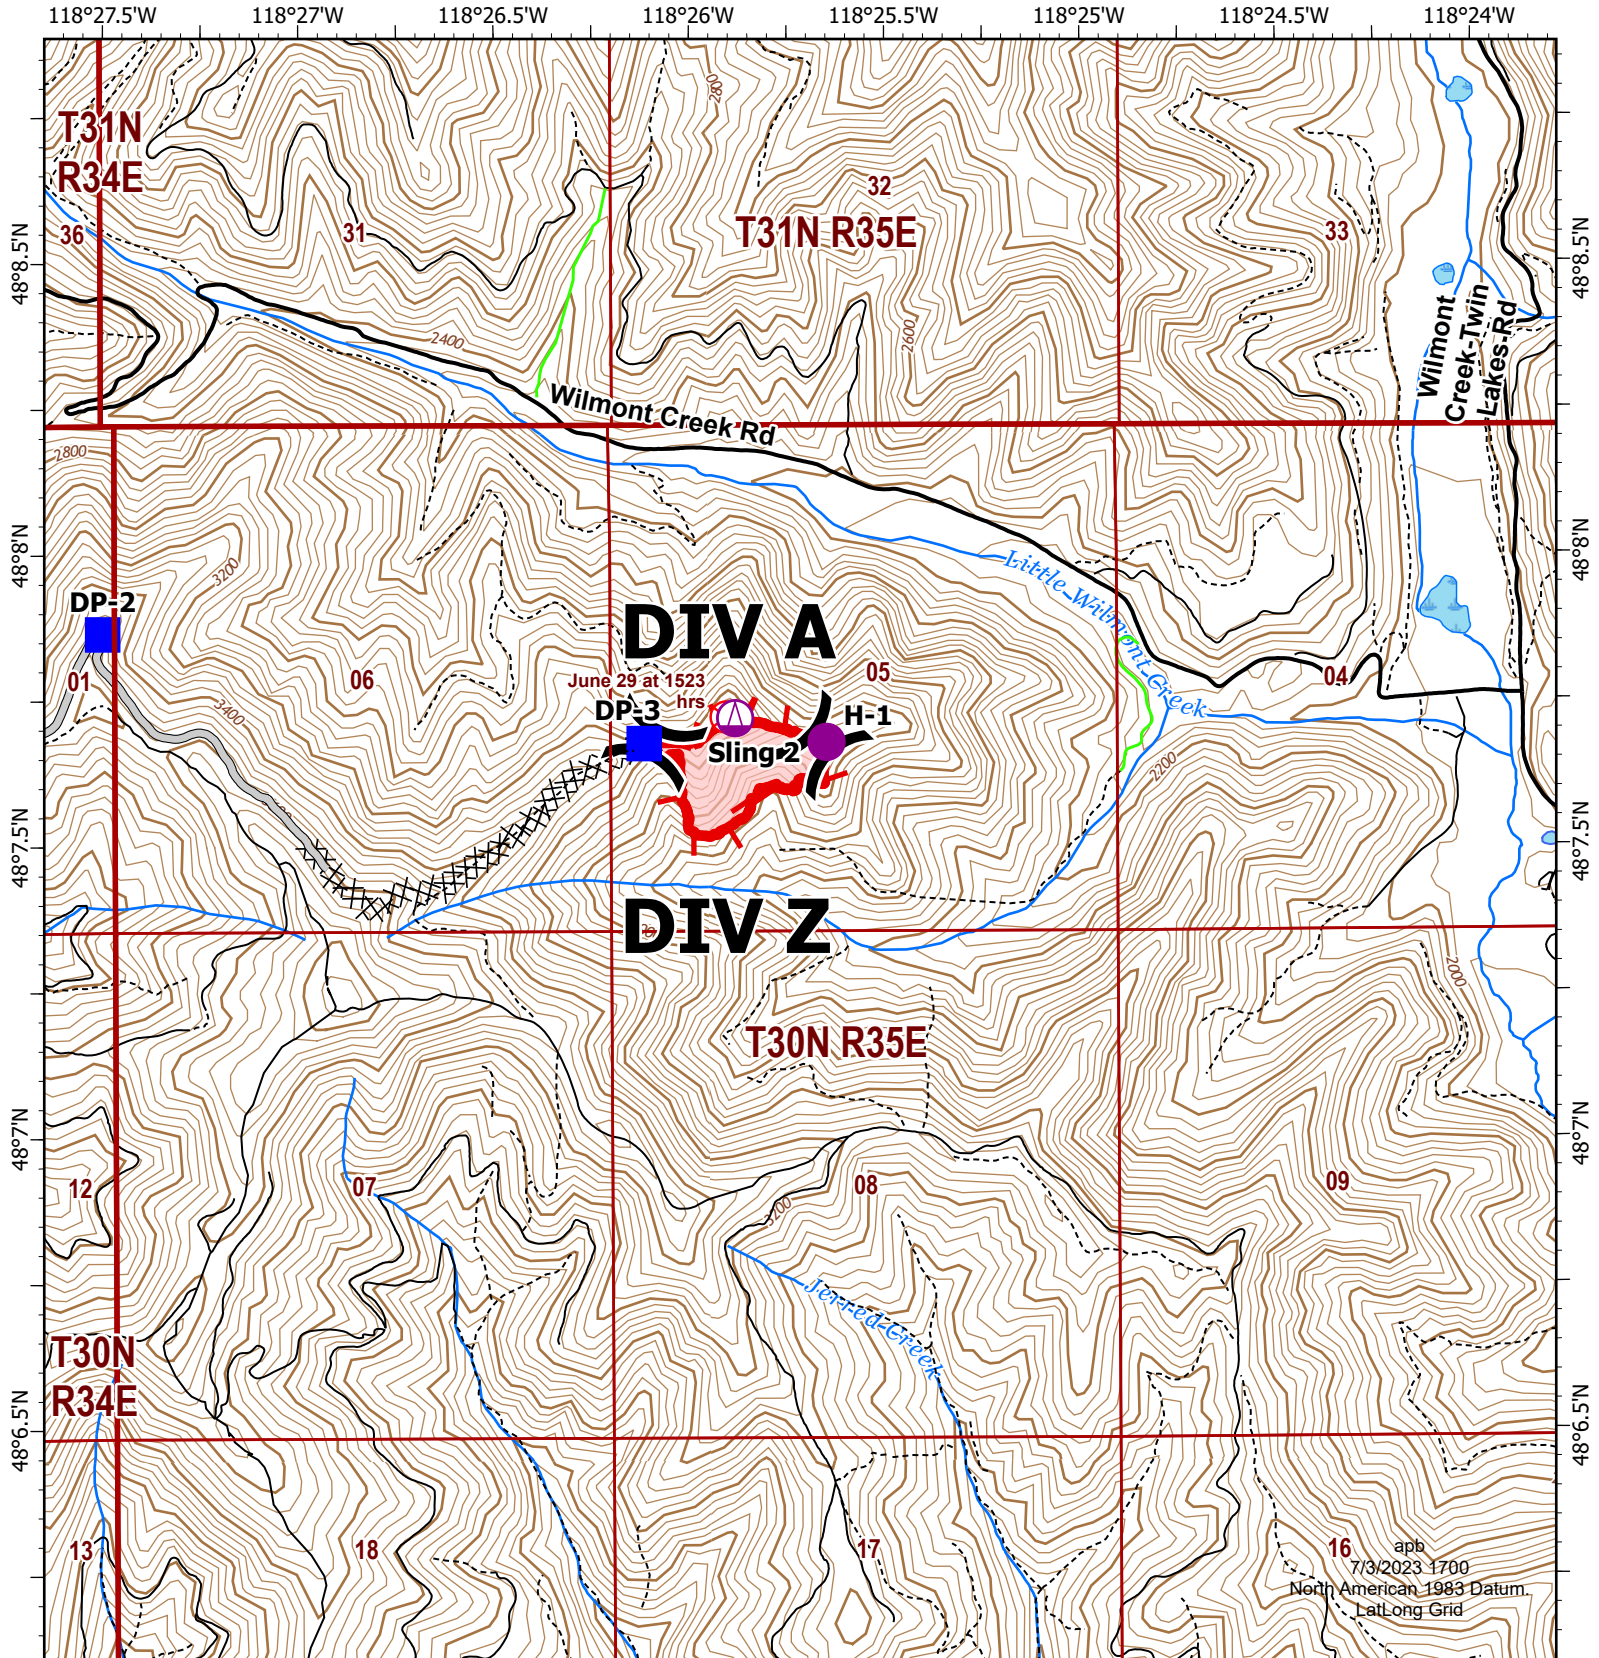 118°27.5'W
118°27'W
118°26.5'W
118°26'W
118°25.5'W
118°25'W
118°24.5'W
118°24'W
2800
T31N
R34E
36
31
32
T31N R35E
33
48°8.5'N
48°8.5'N
2400
2600
Wilmont
Creek-Twin
Lakes-Rd
Wilmont Creek Rd
2800
3200
48°8'N
48°8'N
Little-Wilmont-Creek
DP-2
DIV A
01
06
June 29 at 1523
hrs
05
04
3400
DP-3
H-1
Sling 2
2200
48°7.5'N
48°7.5'N
DIV Z
2000
T30N R35E
48°7'N
48°7'N
12
07
08
09
3200
Jerred-Creek
T30N
R34E
48°6.5'N
48°6.5'N
13
18
17
16
apb
7/3/2023 1700
North American 1983 Datum.
LatLong Grid